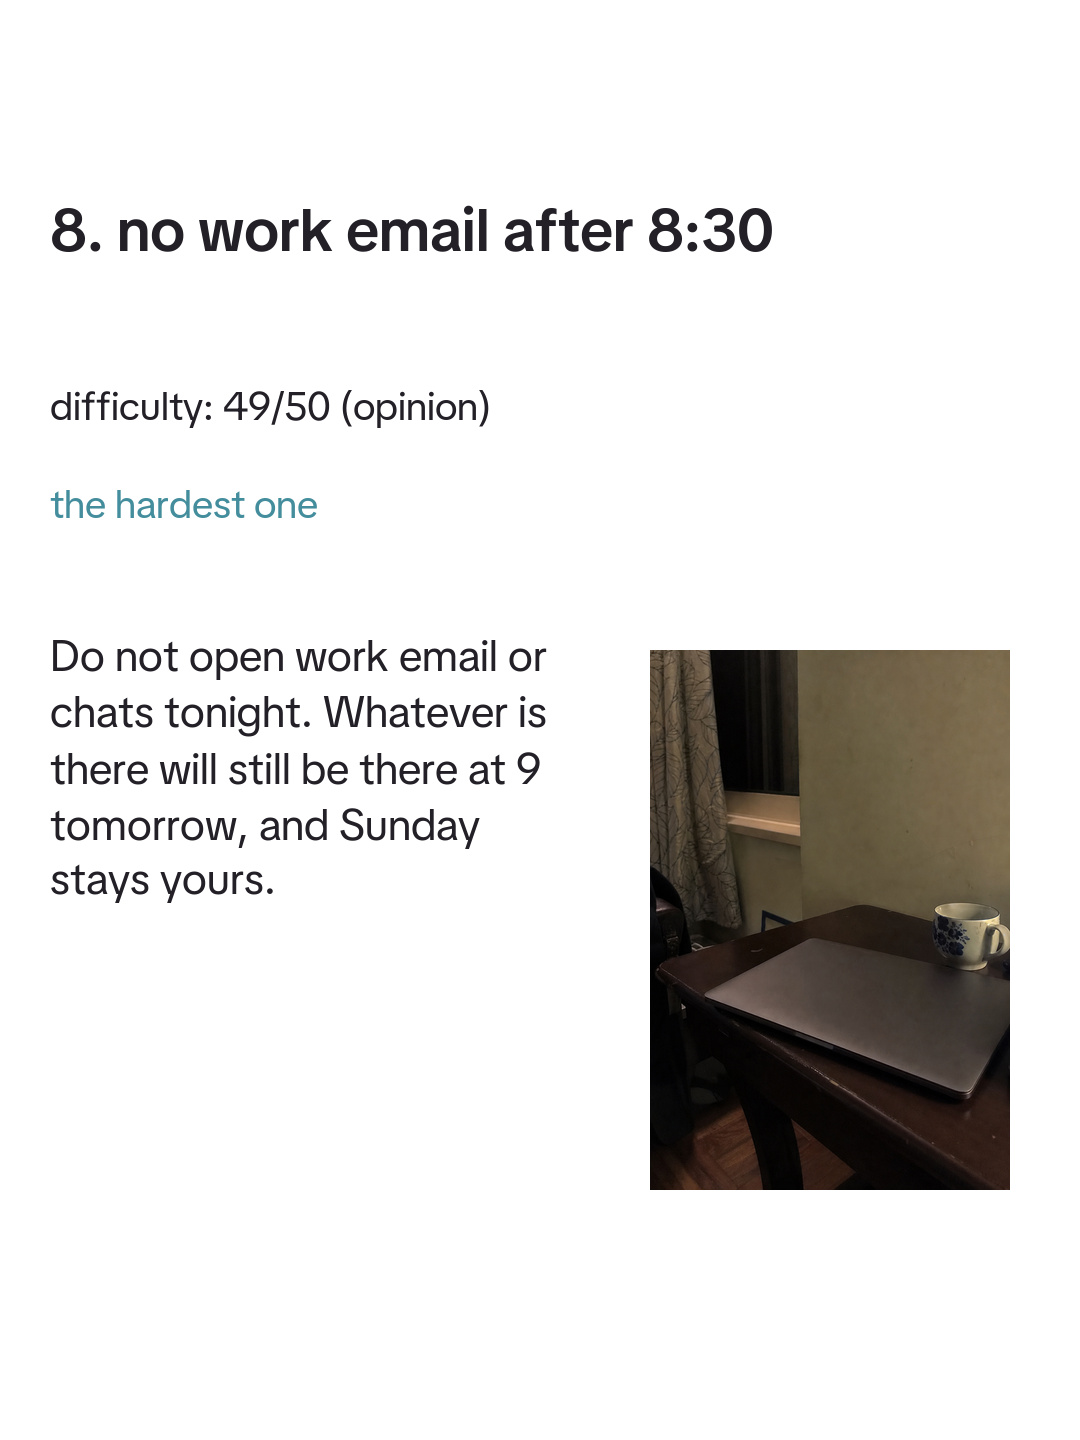 8. no work email after 8:30
difficulty: 49/50 (opinion)
the hardest one
Do not open work email or
chats tonight. Whatever is
there will still be there at 9
tomorrow, and Sunday
stays yours.